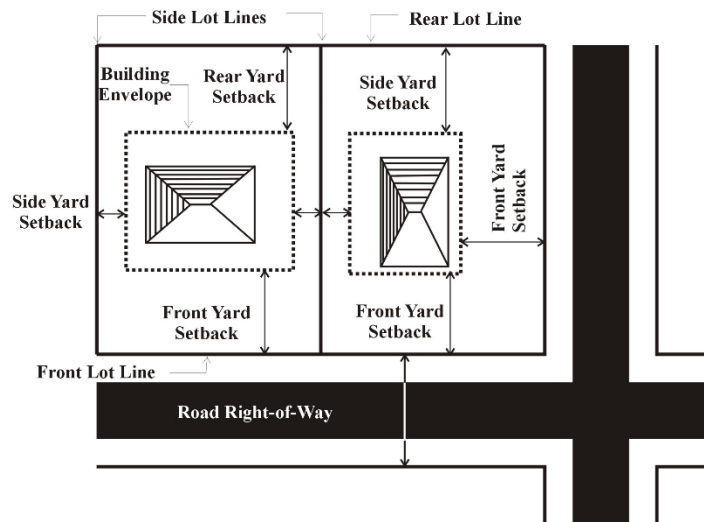 Side Lot Lines
Rear Lot Line
Building
Envelope
Rear Yard
Setback
Side Yard
Setback
Side Yard
Setback
Front Yard
Setback
Front Yard
Setback
Front Yard
Setback
Front Lot Line
Road Right-of-Way